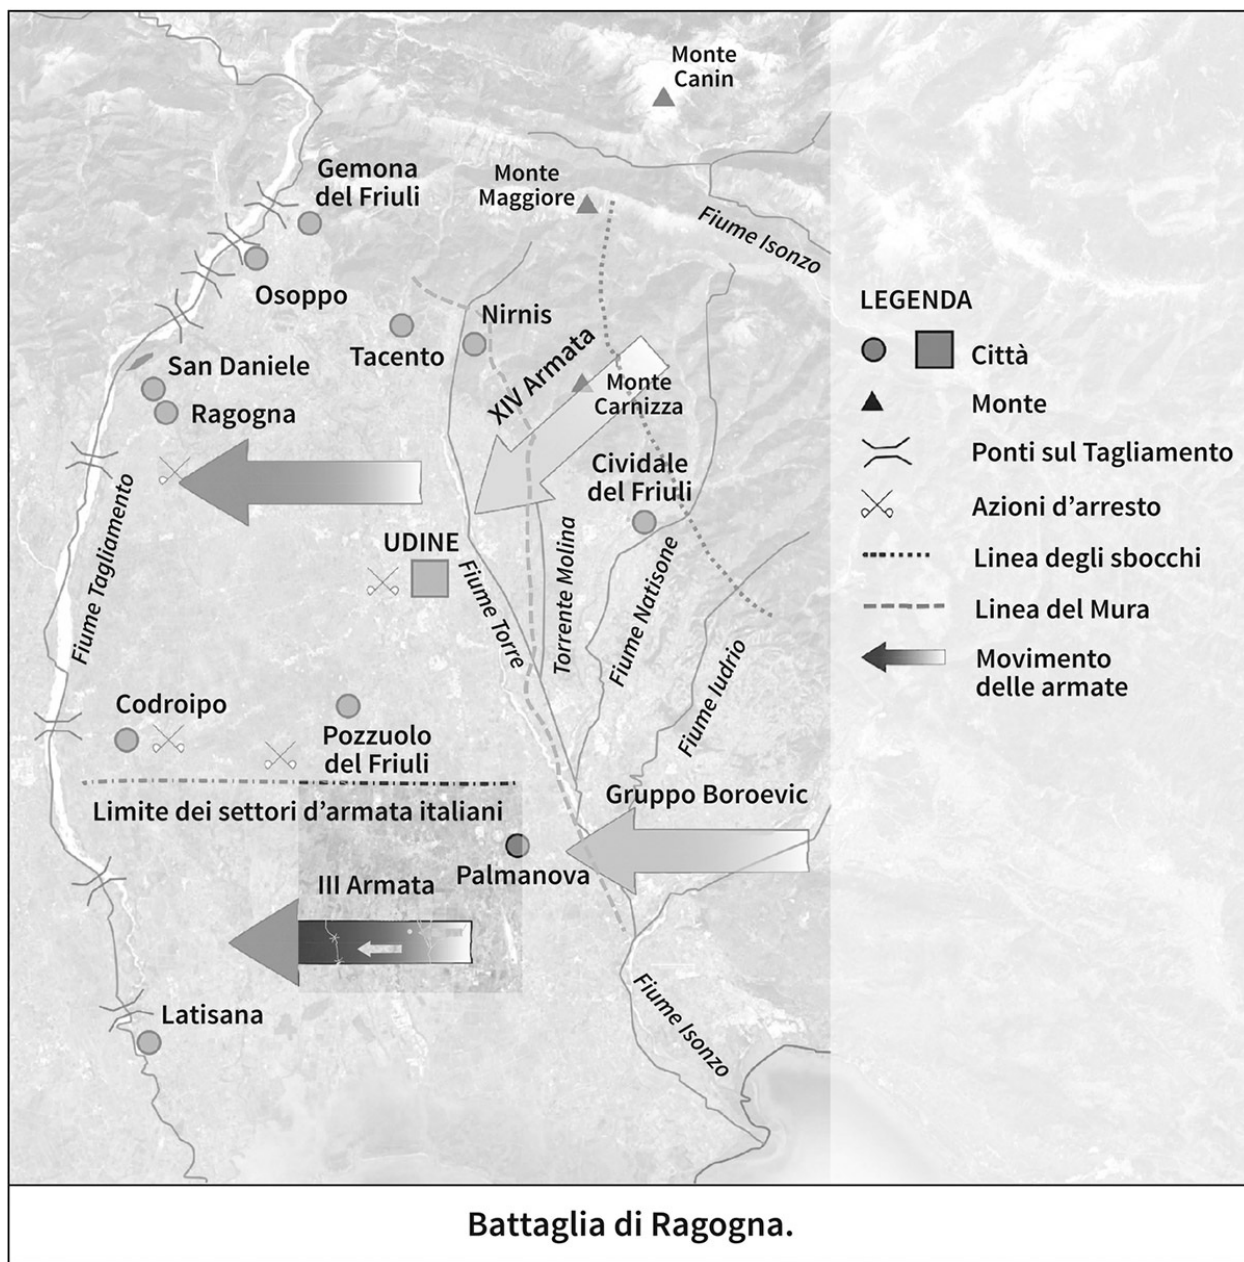 Monte
Canin
Gemona
del Friuli
Monte
Maggiore
Fiume Isonzo
Osoppo
Nirnis
Tacento
San Daniele
Ragogna
XIV Armata
Monte
Carnizza
Cividale
del Friuli
UDINE
Fiume Tagliamento
Fiume Torre
Torrente Molina
Fiume Natisone
Fiume Iudrio
Codroipo
Pozzuolo
del Friuli
Limite dei settori d’armata italiani
Gruppo Boroevic
III Armata
Palmanova
Latisana
Fiume Isonzo
LEGENDA
Città
Monte
Ponti sul Tagliamento
Azioni d’arresto
Linea degli sbocchi
Linea del Mura
Movimento
delle armate
Battaglia di Ragogna.